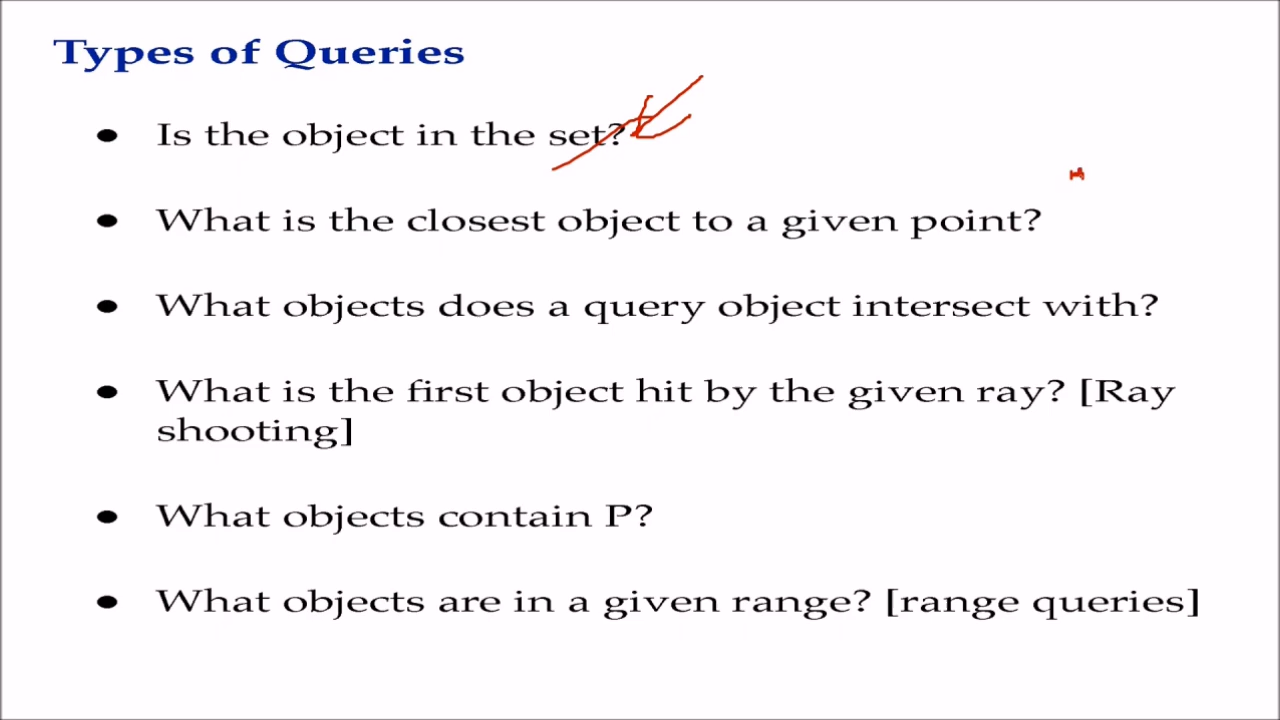 Types of Queries
● Is the object in the set?
● What is the closest object to a given point?
● What objects does a query object intersect with?
● What is the first object hit by the given ray? [Ray
shooting]
● What objects contain P?
● What objects are in a given range? [range queries]